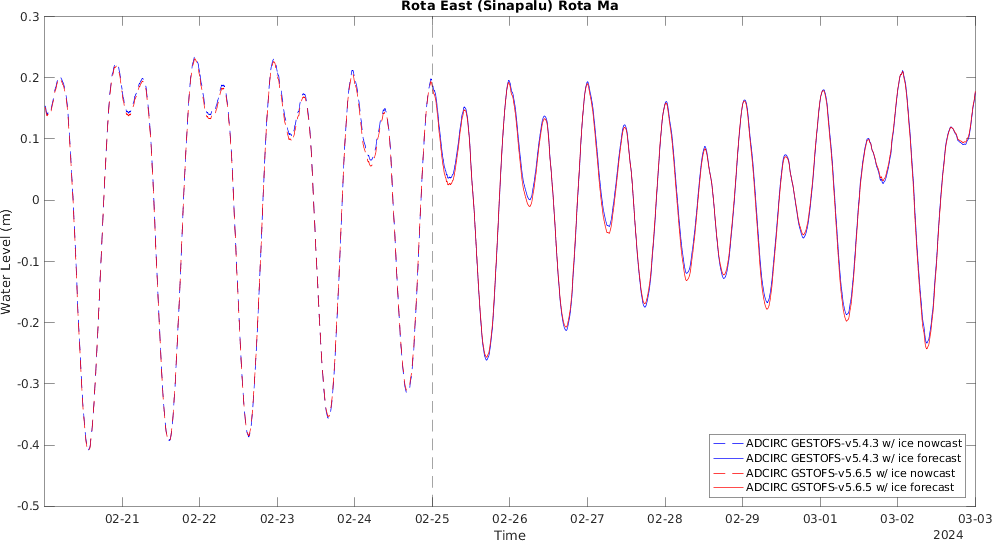 Rota East (Sinapalu) Rota Ma
0.3
0.2
0.1
0
-0.1
-0.2
-0.3
-0.4
-0.5
Water Level (m)
02-21 02-22 02-23 02-24 02-25 02-26 02-27 02-28 02-29 03-01 03-02 03-03
Time
2024
ADCIRC GESTOFS-v5.4.3 w/ ice nowcast
ADCIRC GESTOFS-v5.4.3 w/ ice forecast
ADCIRC GSTOFS-v5.6.5 w/ ice nowcast
ADCIRC GSTOFS-v5.6.5 w/ ice forecast